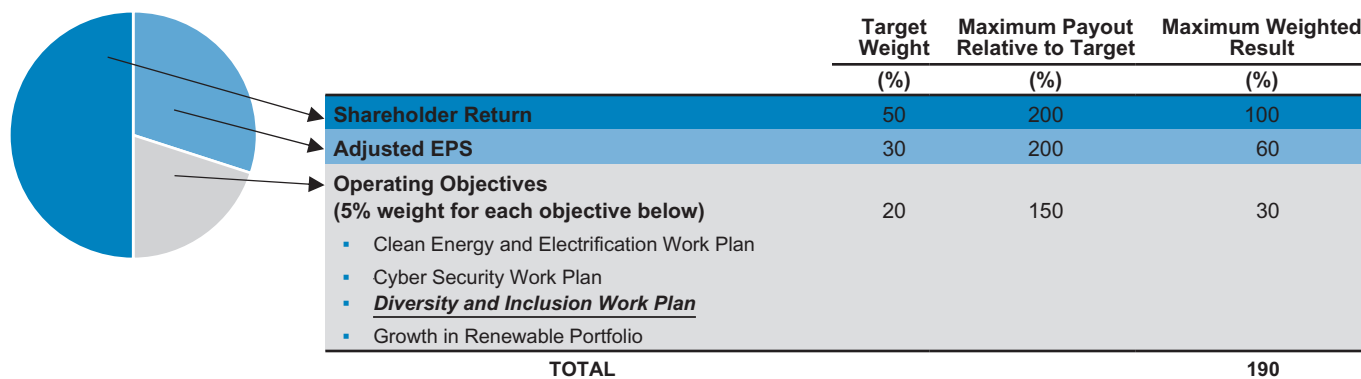 Target Weight Maximum Payout Relative to Target Maximum Weighted Result
(%) (%) (%)
Shareholder Return 50 200 100
Adjusted EPS 30 200 60
Operating Objectives
(5% weight for each objective below) 20 150 30
▪ Clean Energy and Electrification Work Plan
▪ Cyber Security Work Plan
▪ Diversity and Inclusion Work Plan
▪ Growth in Renewable Portfolio
TOTAL 190